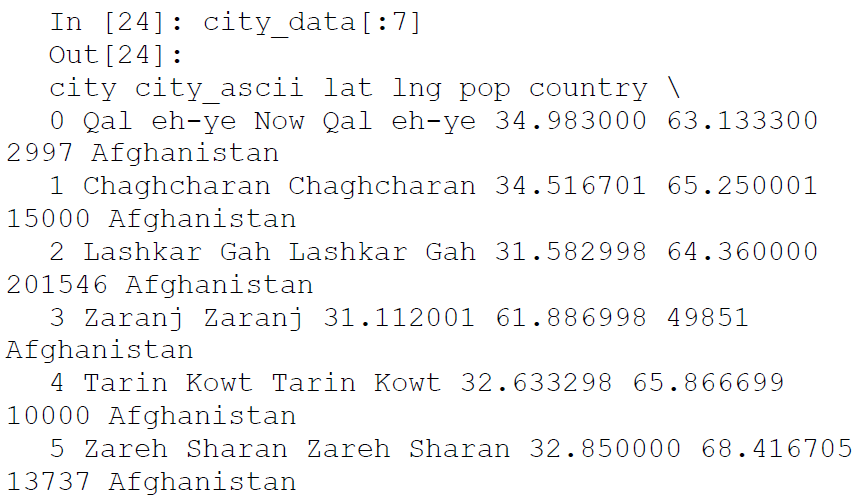 In [24]: city_data[:7]
Out[24]:
city city_ascii lat lng pop country \
0 Qal eh-ye Now Qal eh-ye 34.983000 63.133300
2997 Afghanistan
1 Chaghcharan Chaghcharan 34.516701 65.250001
15000 Afghanistan
2 Lashkar Gah Lashkar Gah 31.582998 64.360000
201546 Afghanistan
3 Zaranj Zaranj 31.112001 61.886998 49851
Afghanistan
4 Tarin Kowt Tarin Kowt 32.633298 65.866699
10000 Afghanistan
5 Zareh Sharan Zareh Sharan 32.850000 68.416705
13737 Afghanistan